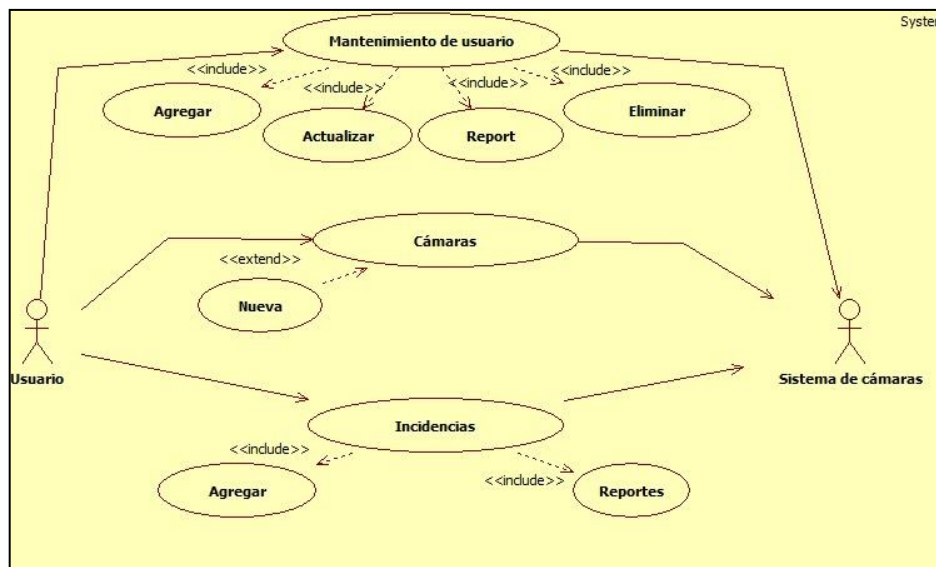 System
Mantenimiento de usuario
<<include>>
<<include>>
<<include>>
<<include>>
Agregar
Actualizar
Report
Eliminar
Cámaras
<<extend>>
Nueva
Usuario
Sistema de cámaras
Incidencias
<<include>>
<<include>>
Agregar
Reportes